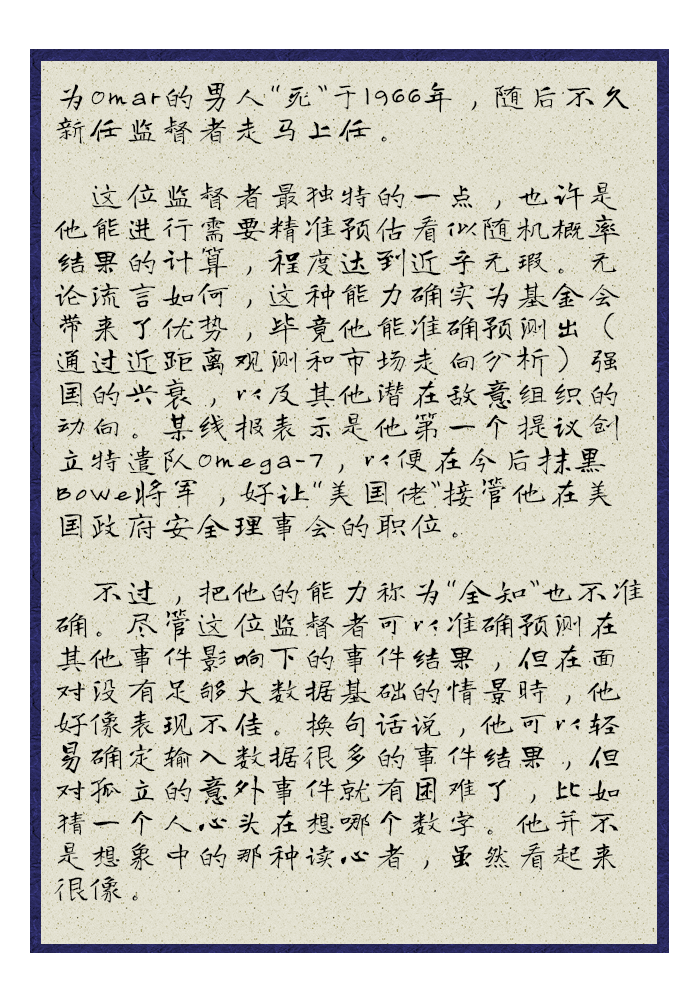 为Omar的男人“死”于1966年，随后不久
新任监督者走马上任。
这位监督者最独特的一点，也许是
他能进行需要精准预估看似随机概率
结果的计算，程度达到近乎无瑕。无
论流言如何，这种能力确实为基金会
带来了优势，毕竟他能准确预测出（
通过近距离观测和市场走向分析）强
国的兴衰，以及其他潜在敌意组织的
动向。某线报表示是他第一个提议创
立特遣队Omega-7，以便在今后抹黑
Bowe将军，好让“美国佬”接管他在美
国政府安全理事会的职位。
不过，把他的能力称为“全知”也不准
确。尽管这位监督者可以准确预测在
其他事件影响下的事件结果，但在面
对没有足够大数据基础的情景時，他
好像表现不佳。换句话说，他可以轻
易确定输入数据很多的事件结果，但
对孤立的意外事件就有困难了，比如
猜一个人心头在想哪个数字。他并不
是想象中的那种读心者，虽然看起来
很像。